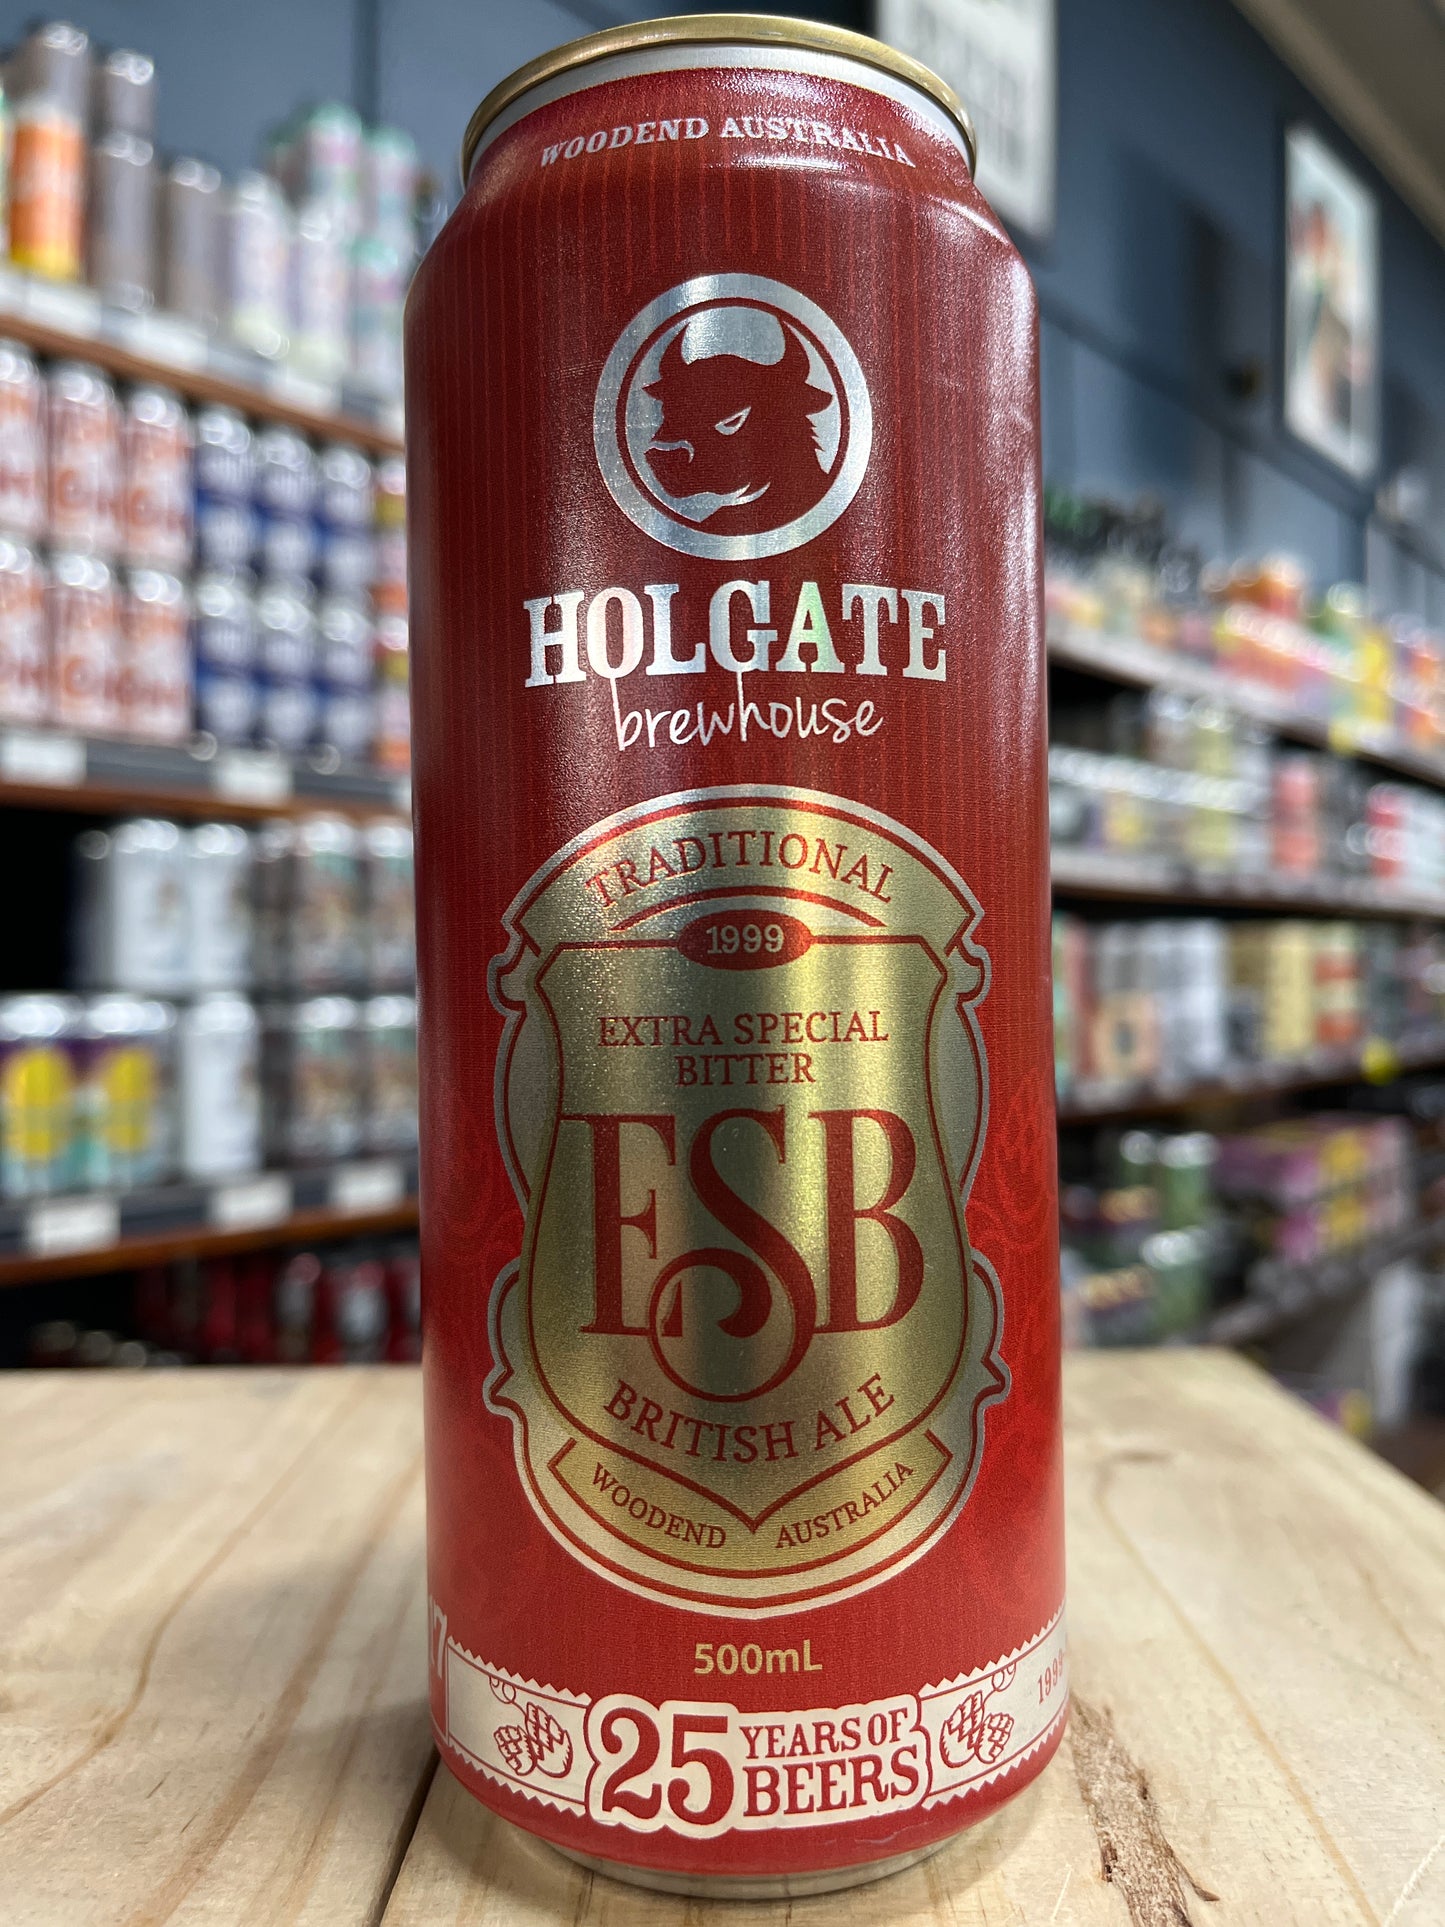 WOODEND AUSTRALIA
HOLGATE
brewhouse
TRADITIONAL
1999
EXTRA SPECIAL
BITTER
ESB
BRITISH ALE
WOODEND AUSTRALIA
500mL
25 YEARS OF
BEERS